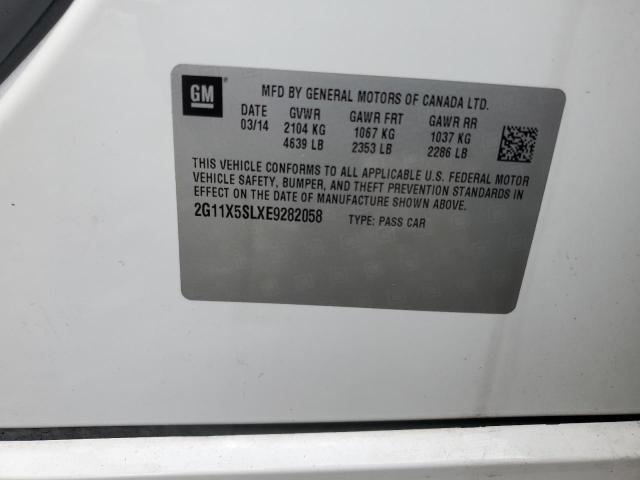 GM
MFD BY GENERAL MOTORS OF CANADA LTD.
DATE GVWR GAWR FRT GAWR RR
03/14 2104 KG 1067 KG 1037 KG
4639 LB 2353 LB 2286 LB
THIS VEHICLE CONFORMS TO ALL APPLICABLE U.S. FEDERAL MOTOR
VEHICLE SAFETY, BUMPER, AND THEFT PREVENTION STANDARDS IN
EFFECT ON THE DATE OF MANUFACTURE SHOWN ABOVE.
2G11X5SLXE9282058 TYPE: PASS CAR